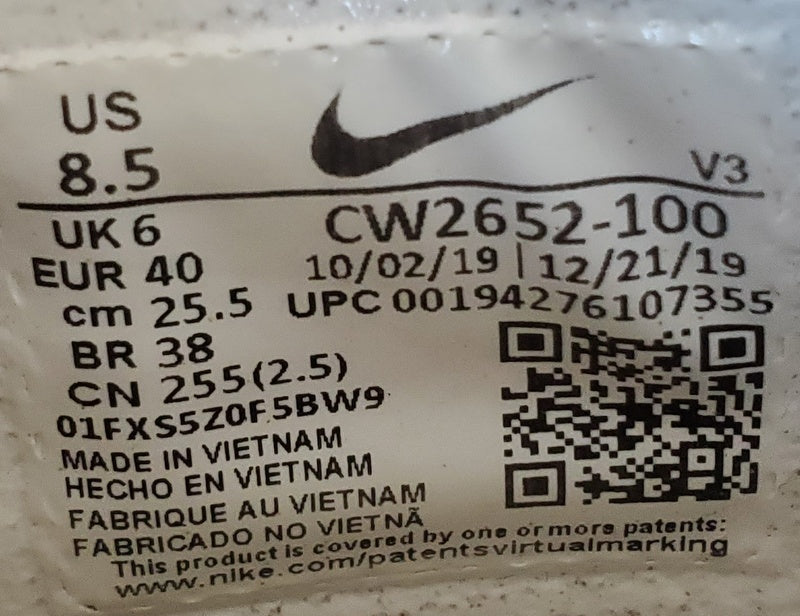 US
8.5
V3
UK 6
CW2652-100
EUR 40
10/02/19 | 12/21/19
cm 25.5
UPC 00194276107355
BR 38
CN 255(2.5)
01FXS5Z0F5BW9
MADE IN VIETNAM
HECHO EN VIETNAM
FABRIQUE AU VIETNAM
FABRICADO NO VIETNÃ
This product is covered by one or more patents:
www.nike.com/patentsvirtualmarking